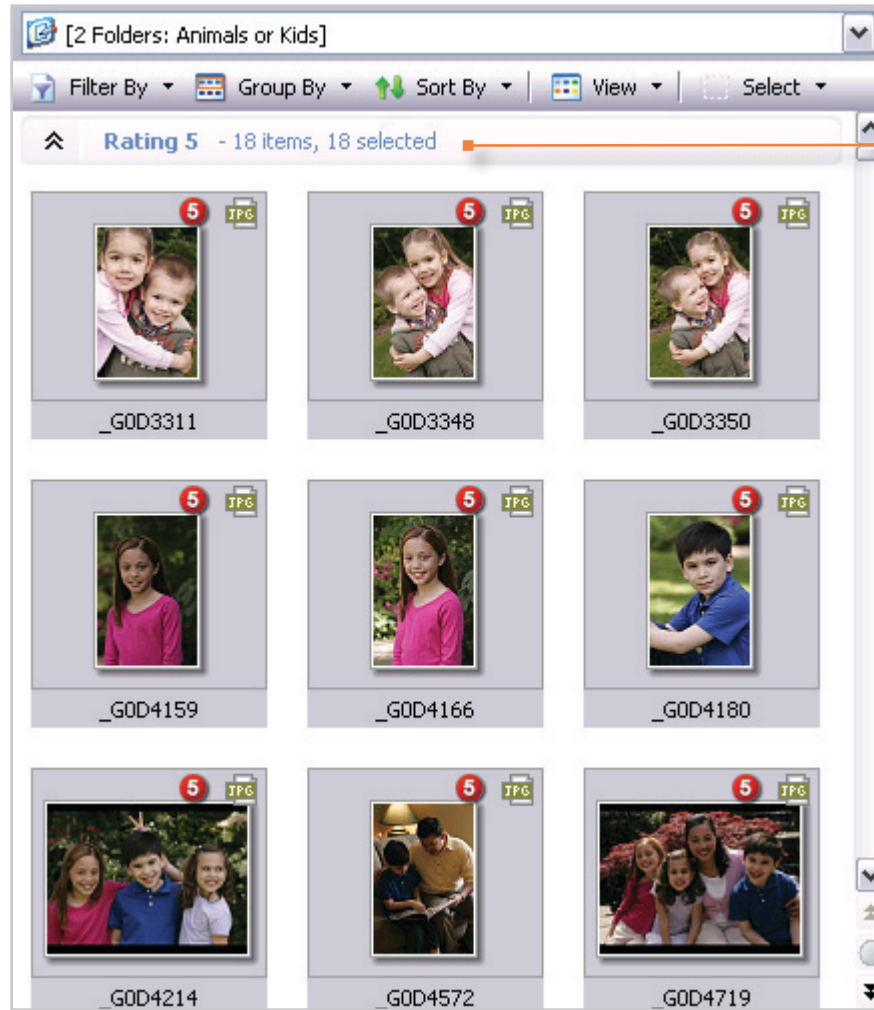 [2 Folders: Animals or Kids]
Filter By Group By Sort By View Select
Rating 5 - 18 items, 18 selected
5 JPG 5 JPG 5 JPG
_G0D3311 _G0D3348 _G0D3350
5 JPG 5 JPG 5 JPG
_G0D4159 _G0D4166 _G0D4180
5 JPG 5 JPG 5 JPG
_G0D4214 _G0D4572 _G0D4719